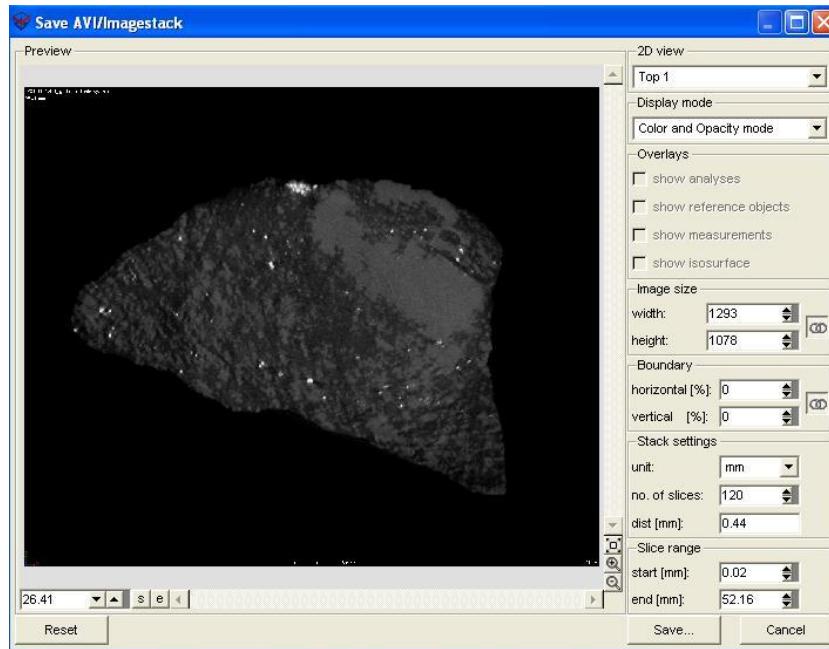 Save AVI/Imagestack
Preview
2D view
Top 1
Display mode
Color and Opacity mode
Overlays
show analyses
show reference objects
show measurements
show isosurface
Image size
width: 1293
height: 1078
Boundary
horizontal [%]: 0
vertical [%]: 0
Stack settings
unit: mm
no. of slices: 120
dist [mm]: 0.44
Slice range
start [mm]: 0.02
end [mm]: 52.16
26.41 s e
Reset
Save...
Cancel